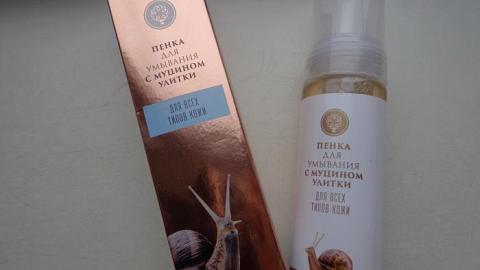 ПЕНКА
ДЛЯ
УМЫВАНИЯ
С МУЦИНОМ
УЛИТКИ
ДЛЯ ВСЕХ
ТИПОВ КОЖИ
ПЕНКА
ДЛЯ
УМЫВАНИЯ
С МУЦИНОМ
УЛИТКИ
ДЛЯ ВСЕХ
ТИПОВ КОЖИ